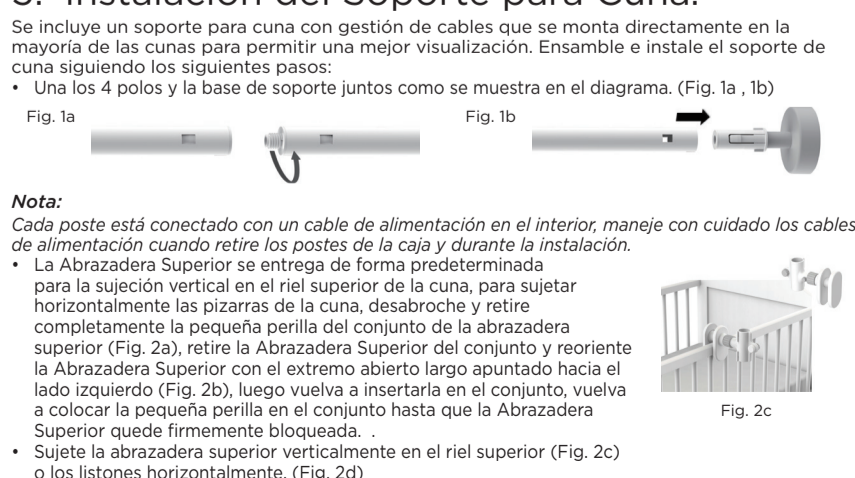 5. Instalación del Soporte para Cuna:
Se incluye un soporte para cuna con gestión de cables que se monta directamente en la
mayoría de las cunas para permitir una mejor visualización. Ensamble e instale el soporte de
cuna siguiendo los siguientes pasos:
• Una los 4 polos y la base de soporte juntos como se muestra en el diagrama. (Fig. 1a , 1b)
Fig. 1a
Fig. 1b
Nota:
Cada poste está conectado con un cable de alimentación en el interior, maneje con cuidado los cables
de alimentación cuando retire los postes de la caja y durante la instalación.
• La Abrazadera Superior se entrega de forma predeterminada
para la sujeción vertical en el riel superior de la cuna, para sujetar
horizontalmente las pizarras de la cuna, desabroche y retire
completamente la pequeña perilla del conjunto de la abrazadera
superior (Fig. 2a), retire la Abrazadera Superior del conjunto y reoriente
la Abrazadera Superior con el extremo abierto largo apuntado hacia el
lado izquierdo (Fig. 2b), luego vuelva a insertarla en el conjunto, vuelva
a colocar la pequeña perilla en el conjunto hasta que la Abrazadera
Superior quede firmemente bloqueada. .
Fig. 2c
• Sujete la abrazadera superior verticalmente en el riel superior (Fig. 2c)
o los listones horizontalmente. (Fig. 2d)